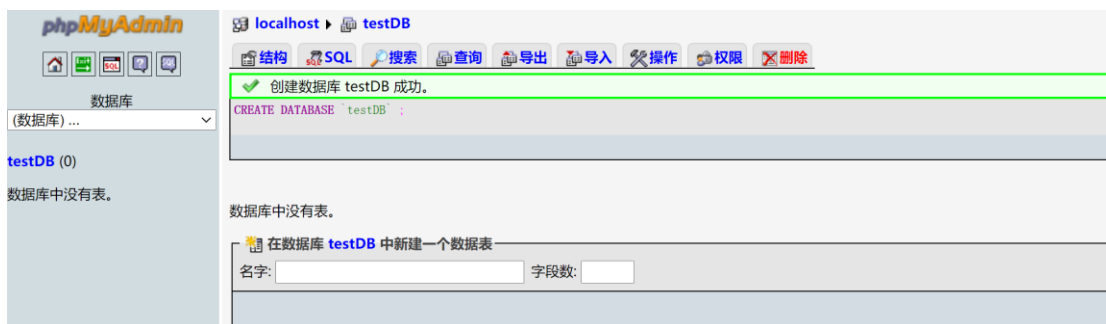 phpMyAdmin
数据库
(数据库) ...
testDB (0)
数据库中没有表。
localhost ▸ testDB
结构 SQL 搜索 查询 导出 导入 操作 权限 删除
创建数据库 testDB 成功。
CREATE DATABASE `testDB` ;
数据库中没有表。
在数据库 testDB 中新建一个数据表
名字: 字段数: